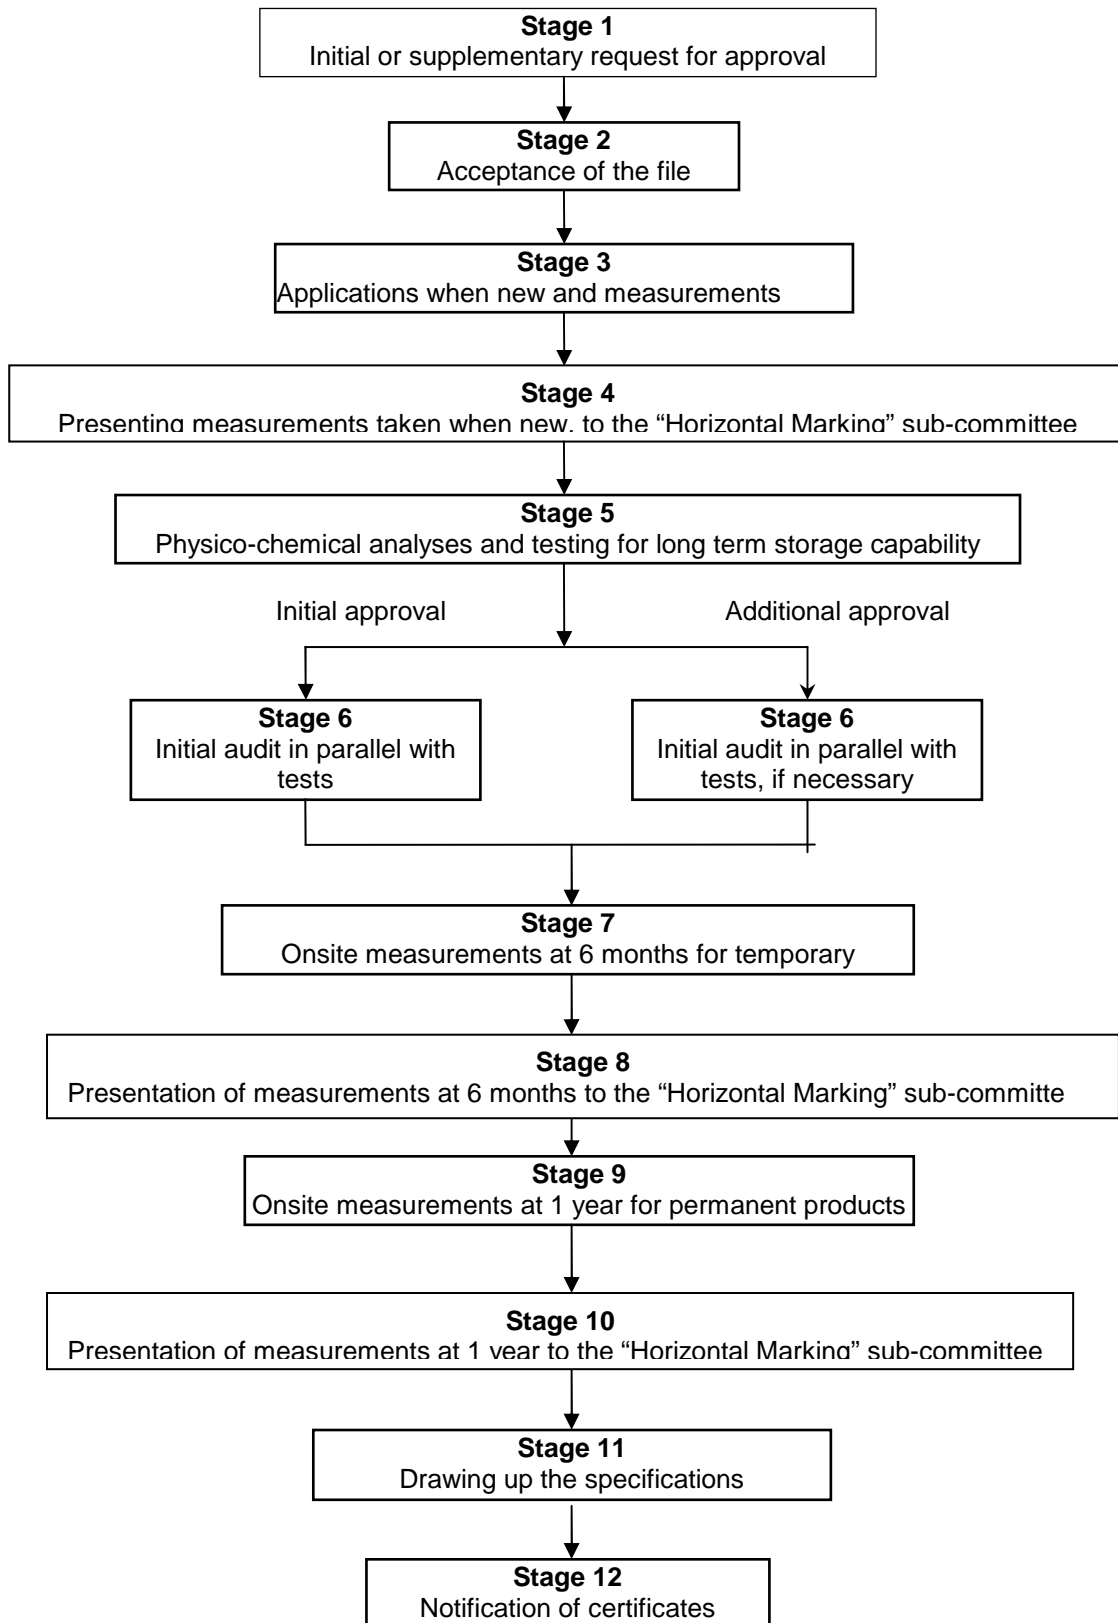 Stage 1
Initial or supplementary request for approval
Stage 2
Acceptance of the file
Stage 3
Applications when new and measurements
Stage 4
Presenting measurements taken when new, to the “Horizontal Marking” sub-committee
Stage 5
Physico-chemical analyses and testing for long term storage capability
Initial approval
Additional approval
Stage 6
Initial audit in parallel with
tests
Stage 6
Initial audit in parallel with
tests, if necessary
Stage 7
Onsite measurements at 6 months for temporary
Stage 8
Presentation of measurements at 6 months to the “Horizontal Marking” sub-committe
Stage 9
Onsite measurements at 1 year for permanent products
Stage 10
Presentation of measurements at 1 year to the “Horizontal Marking” sub-committee
Stage 11
Drawing up the specifications
Stage 12
Notification of certificates